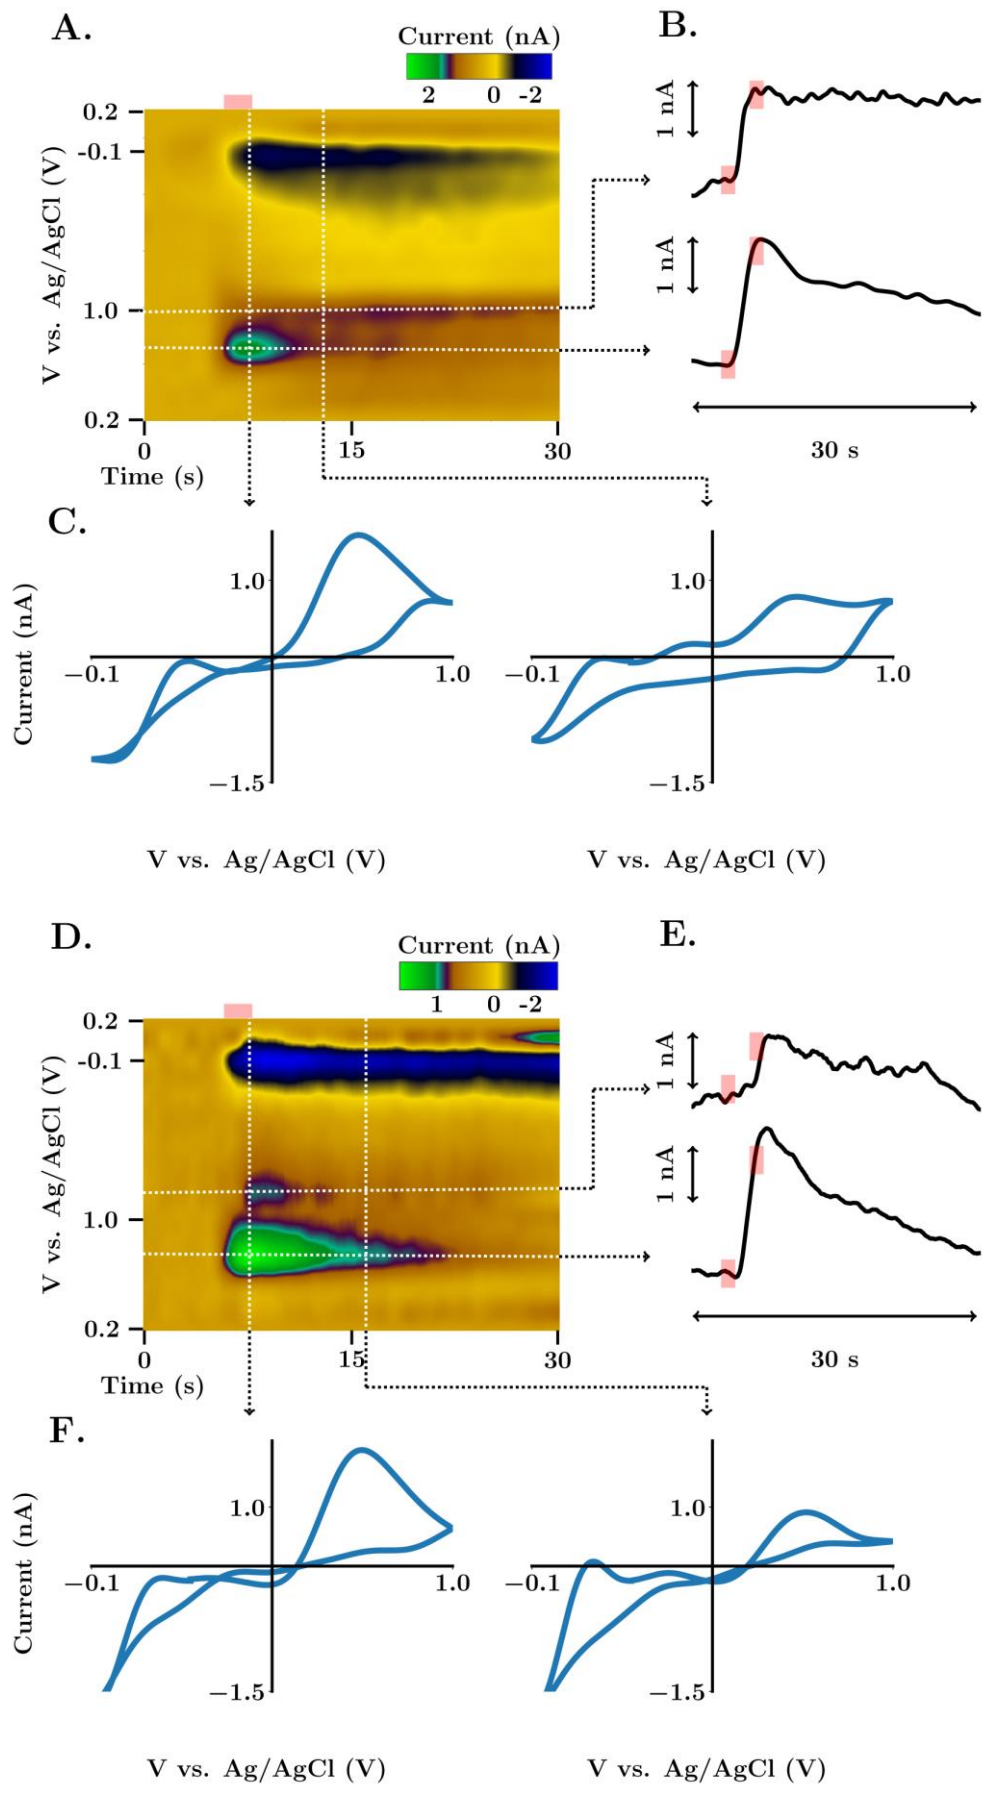 A.
B.
Current (nA)
2 0 -2
0.2
-0.1
1.0
0.2
V vs. Ag/AgCl (V)
0 15 30
Time (s)
1 nA
1 nA
30 s
C.
Current (nA)
1.0
−0.1 1.0
−1.5
V vs. Ag/AgCl (V)
1.0
−0.1 1.0
−1.5
V vs. Ag/AgCl (V)
D.
E.
Current (nA)
1 0 -2
0.2
-0.1
1.0
0.2
V vs. Ag/AgCl (V)
0 15 30
Time (s)
1 nA
1 nA
30 s
F.
Current (nA)
1.0
−0.1 1.0
−1.5
V vs. Ag/AgCl (V)
1.0
−0.1 1.0
−1.5
V vs. Ag/AgCl (V)